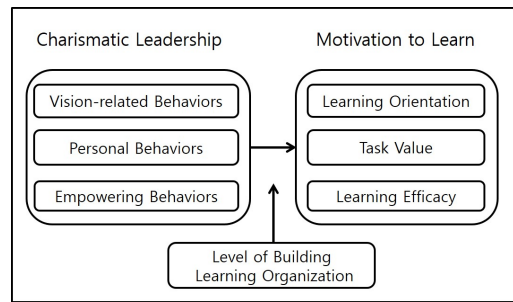 Charismatic Leadership
Motivation to Learn
Vision-related Behaviors
Learning Orientation
Personal Behaviors
Task Value
Empowering Behaviors
Learning Efficacy
Level of Building
Learning Organization